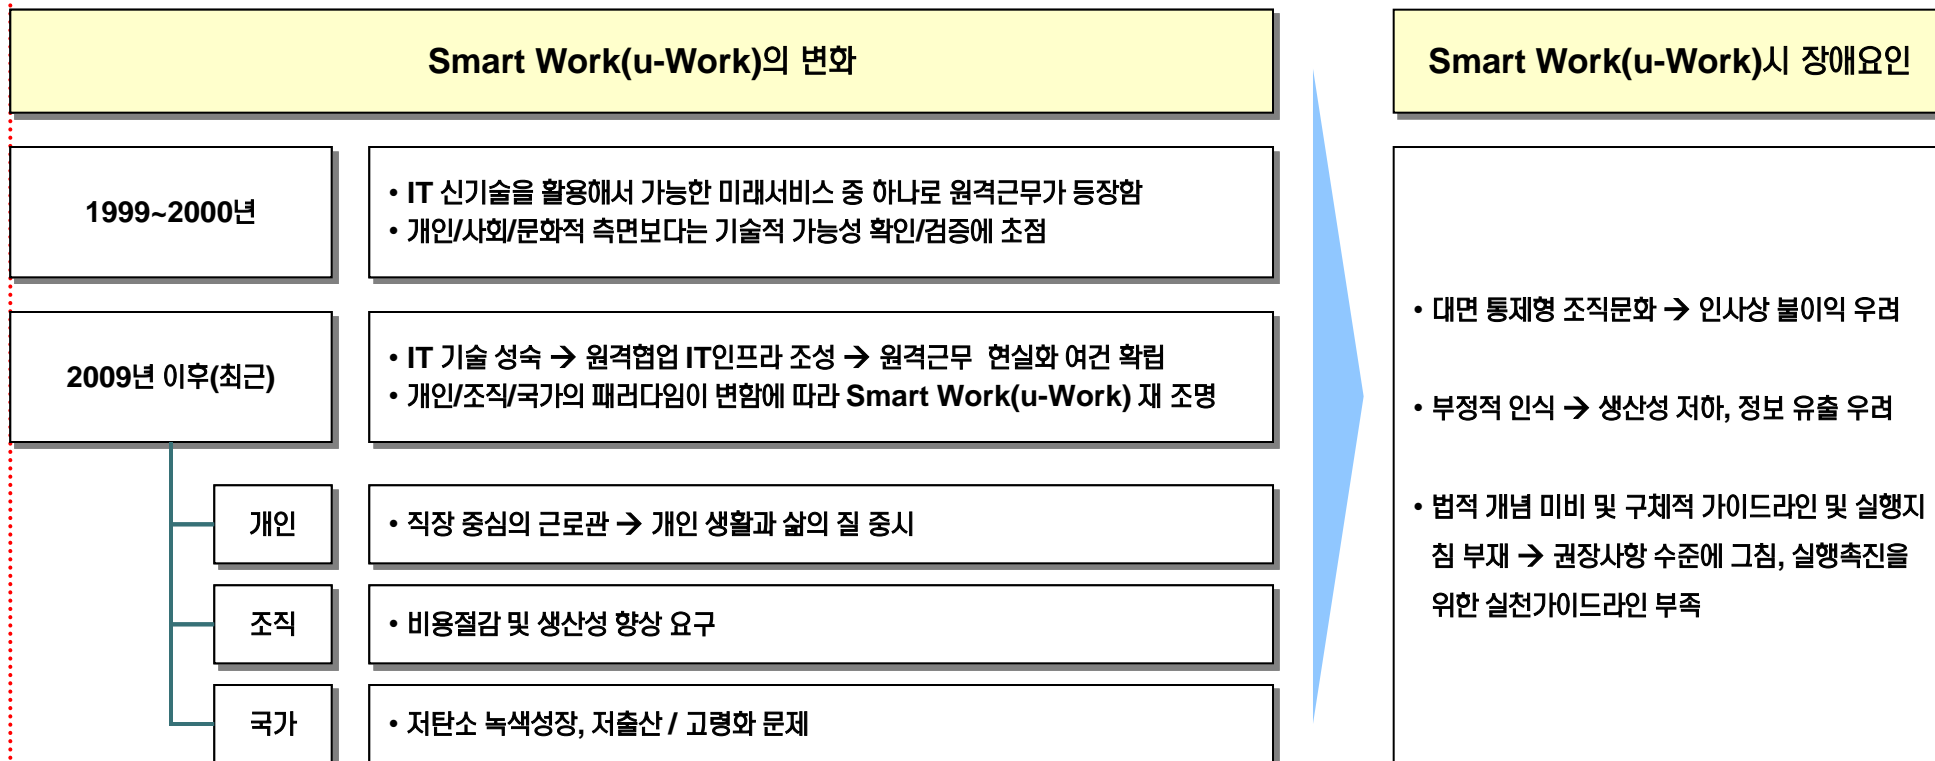 Smart Work(u-Work)의 변화
1999~2000년
• IT 신기술을 활용해서 가능한 미래서비스 중 하나로 원격근무가 등장함
• 개인/사회/문화적 측면보다는 기술적 가능성 확인/검증에 초점
2009년 이후(최근)
• IT 기술 성숙 → 원격협업 IT인프라 조성 → 원격근무 현실화 여건 확립
• 개인/조직/국가의 패러다임이 변함에 따라 Smart Work(u-Work) 재 조명
개인
• 직장 중심의 근로관 → 개인 생활과 삶의 질 중시
조직
• 비용절감 및 생산성 향상 요구
국가
• 저탄소 녹색성장, 저출산 / 고령화 문제
Smart Work(u-Work)시 장애요인
• 대면 통제형 조직문화 → 인사상 불이익 우려
• 부정적 인식 → 생산성 저하, 정보 유출 우려
• 법적 개념 미비 및 구체적 가이드라인 및 실행지
침 부재 → 권장사항 수준에 그침, 실행촉진을
위한 실천가이드라인 부족